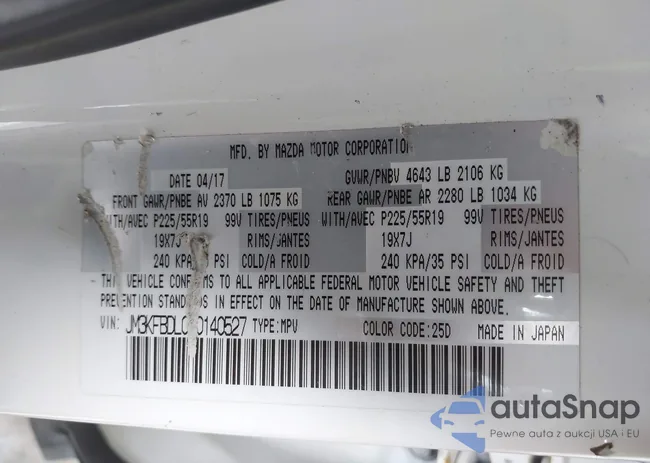 MFD. BY MAZDA MOTOR CORPORATION
DATE 04/17 GVWR/PNBV 4643 LB 2106 KG
FRONT GAWR/PNBE AV 2370 LB 1075 KG REAR GAWR/PNBE AR 2280 LB 1034 KG
WITH/AVEC P225/55R19 99V TIRES/PNEUS WITH/AVEC P225/55R19 99V TIRES/PNEUS
19X7J RIMS/JANTES 19X7J RIMS/JANTES
240 KPA/ PSI COLD/A FROID 240 KPA/35 PSI COLD/A FROID
VEHICLE CONFORMS TO ALL APPLICABLE FEDERAL MOTOR VEHICLE SAFETY AND THEFT
PREVENTION STANDARDS IN EFFECT ON THE DATE OF MANUFACTURE SHOWN ABOVE.
VIN: TYPE:MPV COLOR CODE:25D MADE IN JAPAN
autaSnap
Pewne auta z aukcji USA i EU